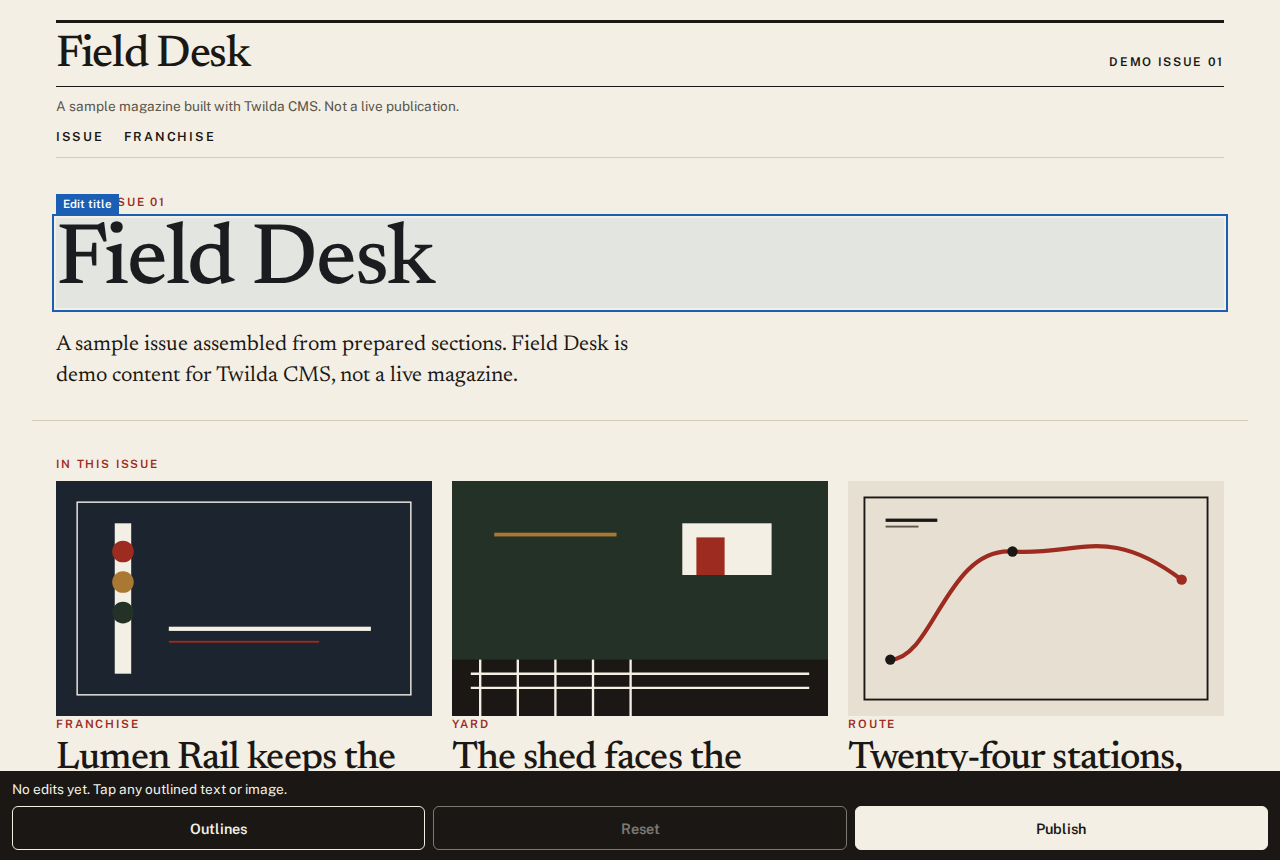 Field Desk
DEMO ISSUE 01
A sample magazine built with Twilda CMS. Not a live publication.
ISSUE FRANCHISE
Edit title
SUE 01
Field Desk
A sample issue assembled from prepared sections. Field Desk is
demo content for Twilda CMS, not a live magazine.
IN THIS ISSUE
FRANCHISE
Lumen Rail keeps the
YARD
The shed faces the
ROUTE
Twenty-four stations,
No edits yet. Tap any outlined text or image.
Outlines
Reset
Publish